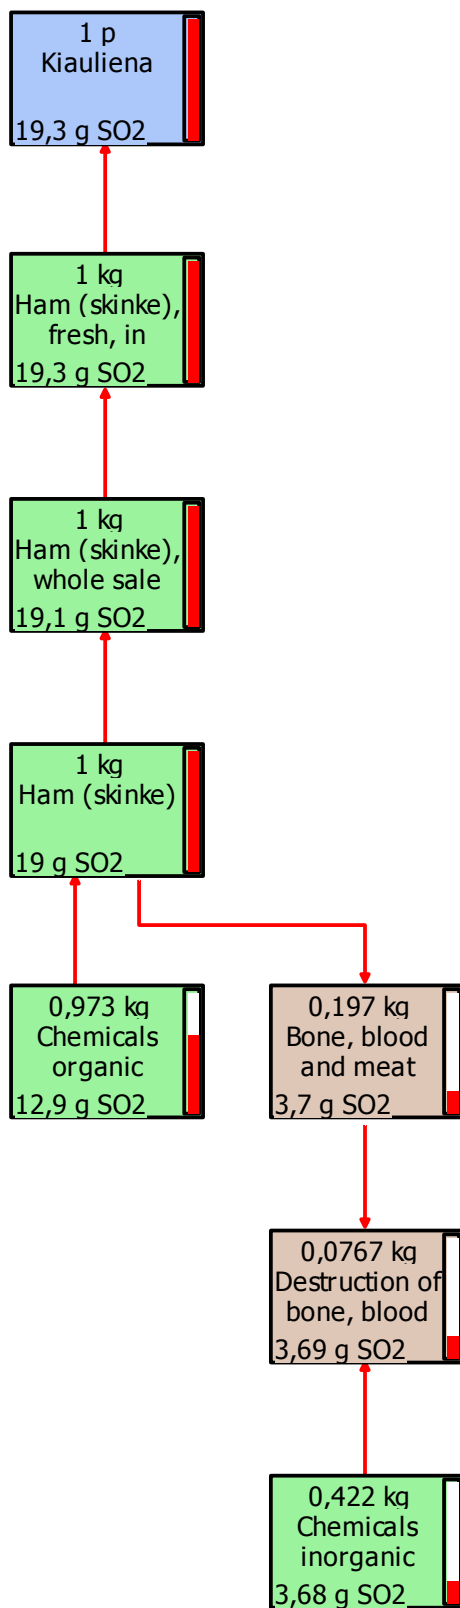 1 p
Kiauliena
19,3 g SO2
1 kg
Ham (skinke),
fresh, in
19,3 g SO2
1 kg
Ham (skinke),
whole sale
19,1 g SO2
1 kg
Ham (skinke)
19 g SO2
0,973 kg
Chemicals
organic
12,9 g SO2
0,197 kg
Bone, blood
and meat
3,7 g SO2
0,0767 kg
Destruction of
bone, blood
3,69 g SO2
0,422 kg
Chemicals
inorganic
3,68 g SO2